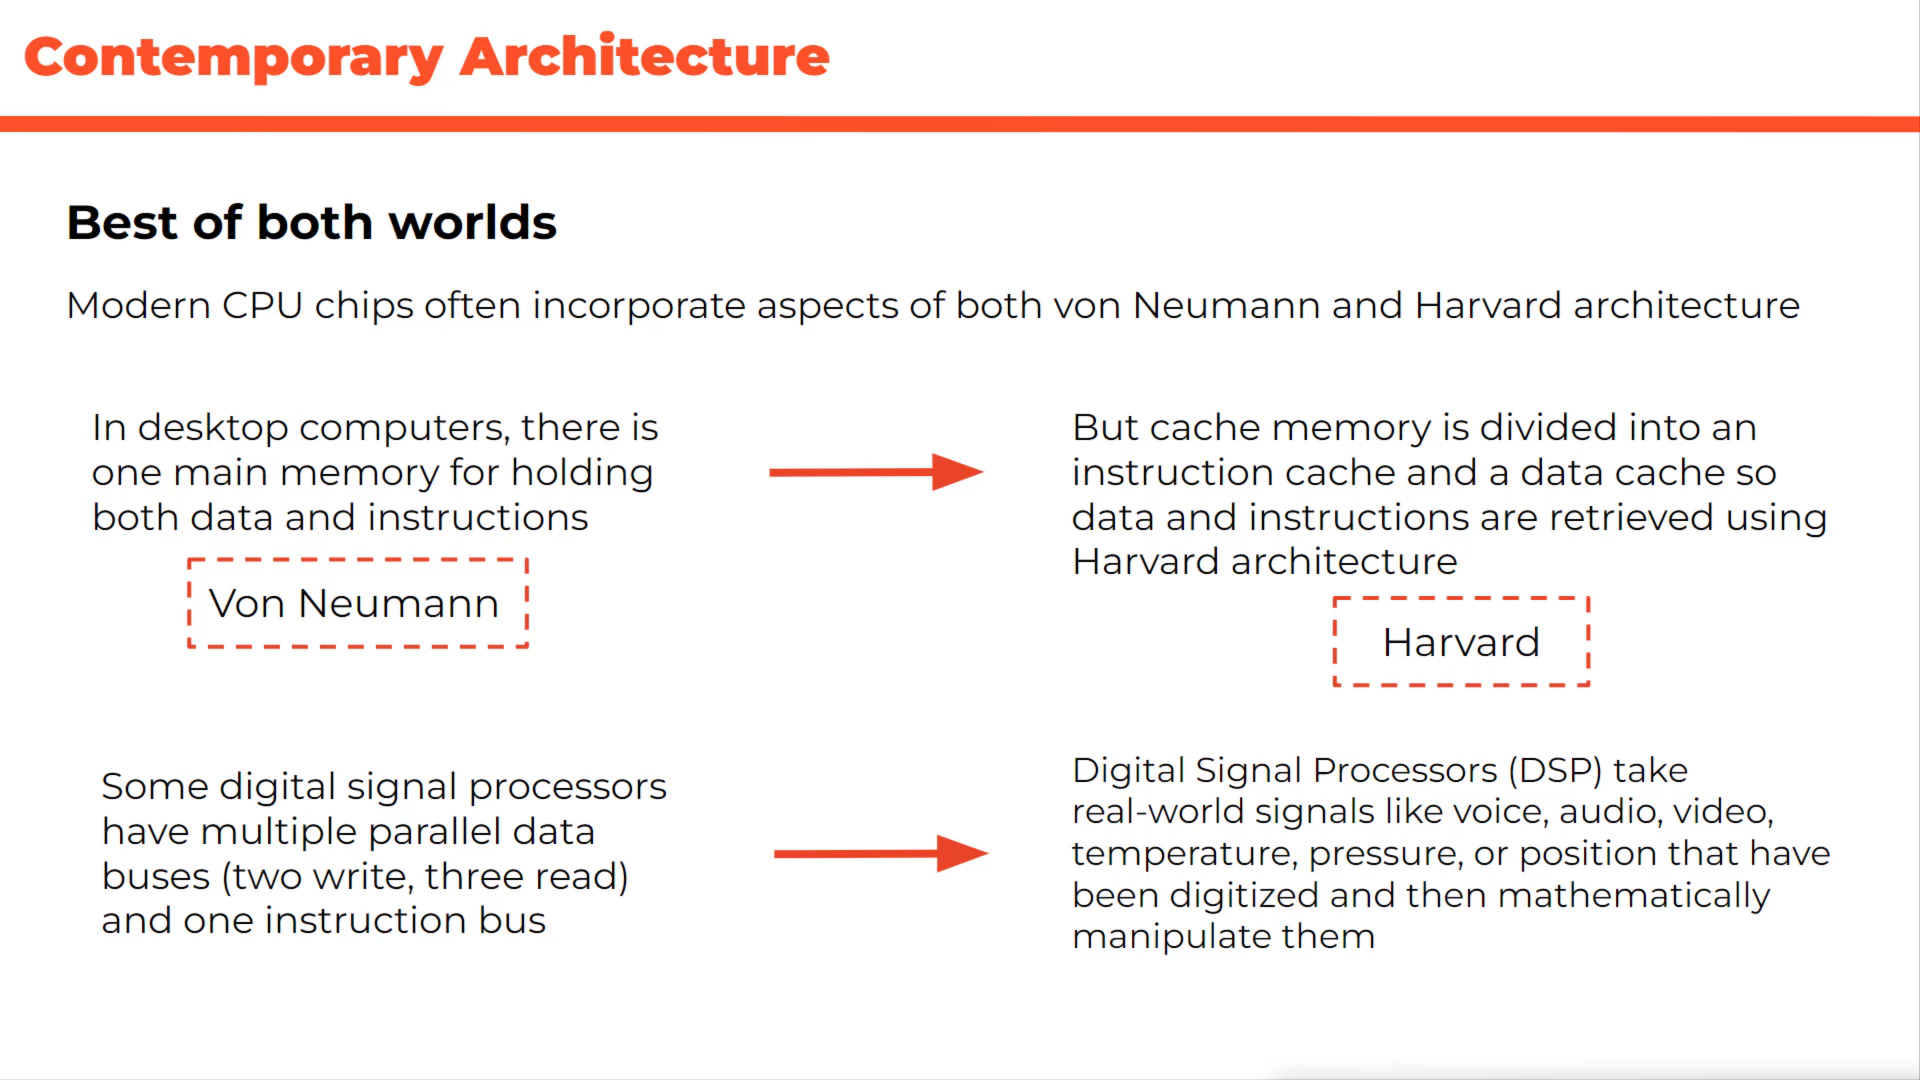 Contemporary Architecture
Best of both worlds
Modern CPU chips often incorporate aspects of both von Neumann and Harvard architecture
In desktop computers, there is
one main memory for holding
both data and instructions
Von Neumann
But cache memory is divided into an
instruction cache and a data cache so
data and instructions are retrieved using
Harvard architecture
Harvard
Some digital signal processors
have multiple parallel data
buses (two write, three read)
and one instruction bus
Digital Signal Processors (DSP) take
real-world signals like voice, audio, video,
temperature, pressure, or position that have
been digitized and then mathematically
manipulate them